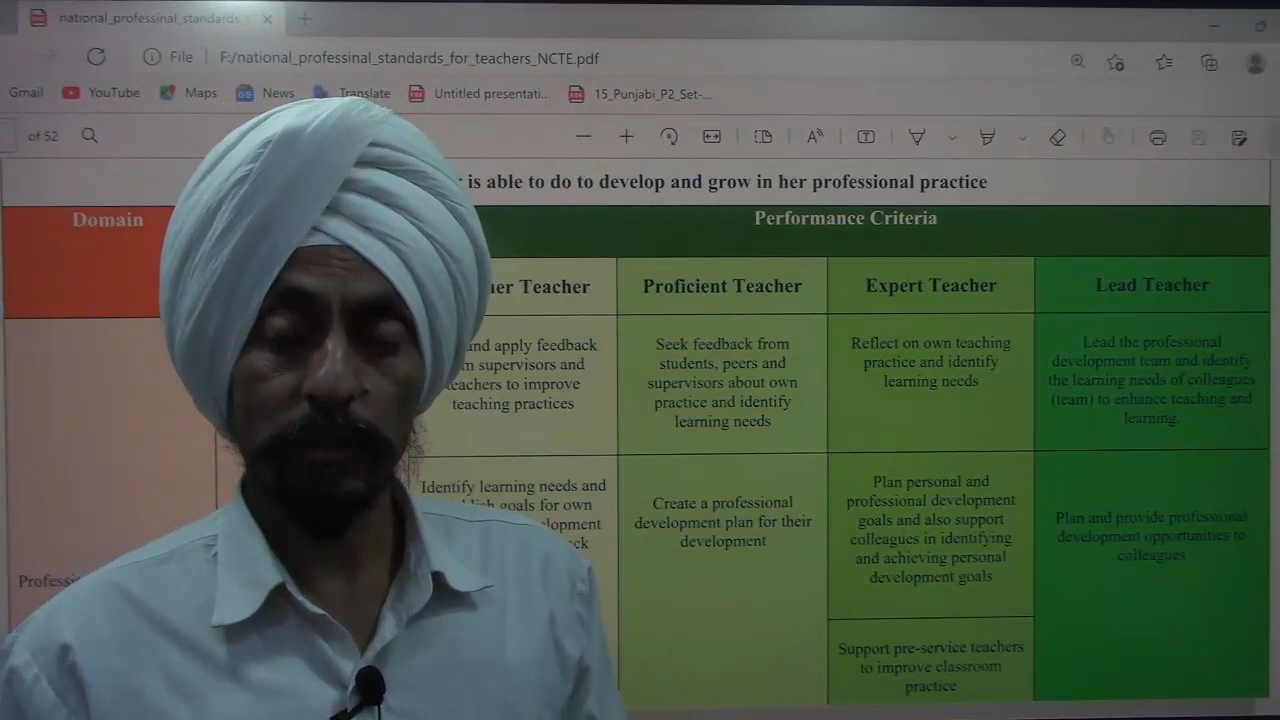 national_professinal_standards_
File F:/national_professinal_standards_for_teachers_NCTE.pdf
Gmail YouTube Maps News Translate Untitled presentati... 15_Punjabi_P2_Set-...
of 52
is able to do to develop and grow in her professional practice
Domain
Performance Criteria
Teacher
Proficient Teacher
Expert Teacher
Lead Teacher
and apply feedback
supervisors and
teachers to improve
teaching practices
Seek feedback from
students, peers and
supervisors about own
practice and identify
learning needs
Reflect on own teaching
practice and identify
learning needs
Lead the professional
development team and identify
the learning needs of colleagues
(team) to enhance teaching and
learning.
Identify learning needs and
goals for own
Create a professional
development plan for their
development
Plan personal and
professional development
goals and also support
colleagues in identifying
and achieving personal
development goals
Plan and provide professional
development opportunities to
colleagues
Support pre-service teachers
to improve classroom
practice